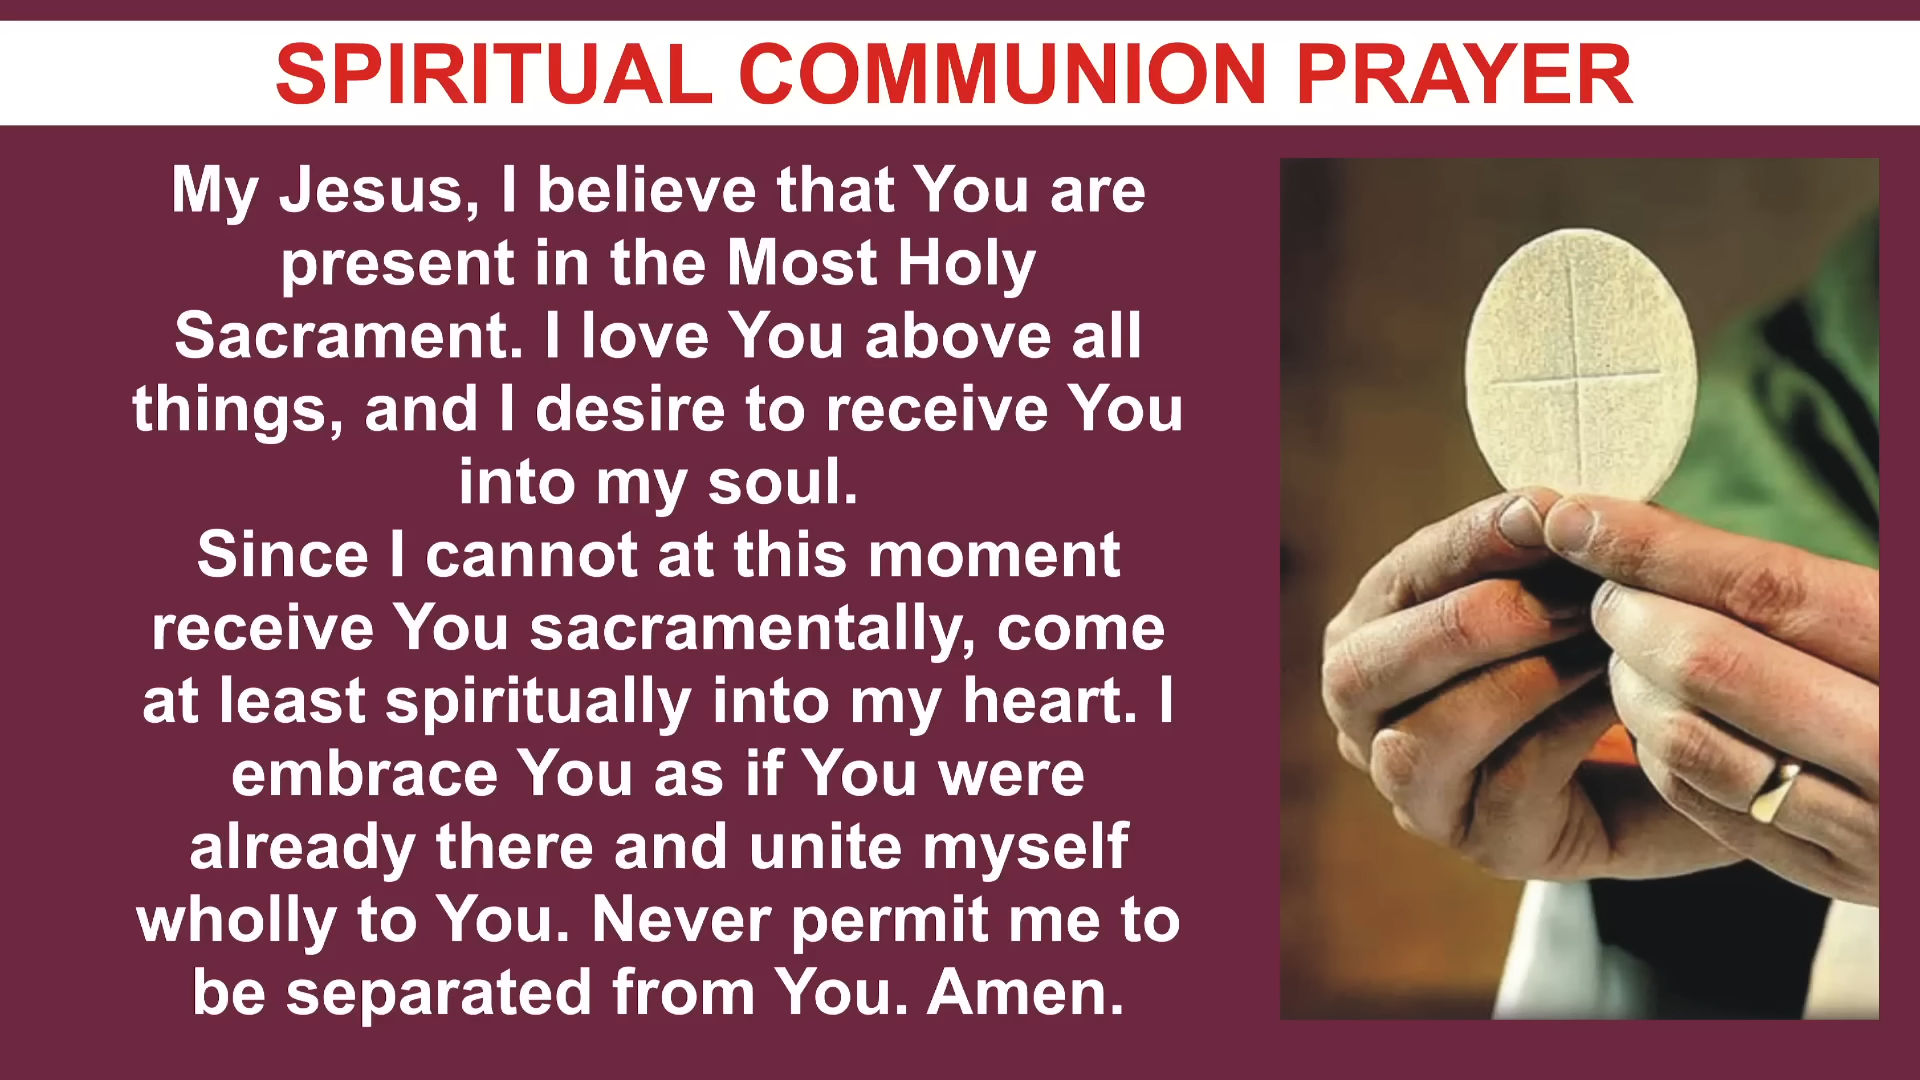 SPIRITUAL COMMUNION PRAYER
My Jesus, I believe that You are
present in the Most Holy
Sacrament. I love You above all
things, and I desire to receive You
into my soul.
Since I cannot at this moment
receive You sacramentally, come
at least spiritually into my heart. I
embrace You as if You were
already there and unite myself
wholly to You. Never permit me to
be separated from You. Amen.